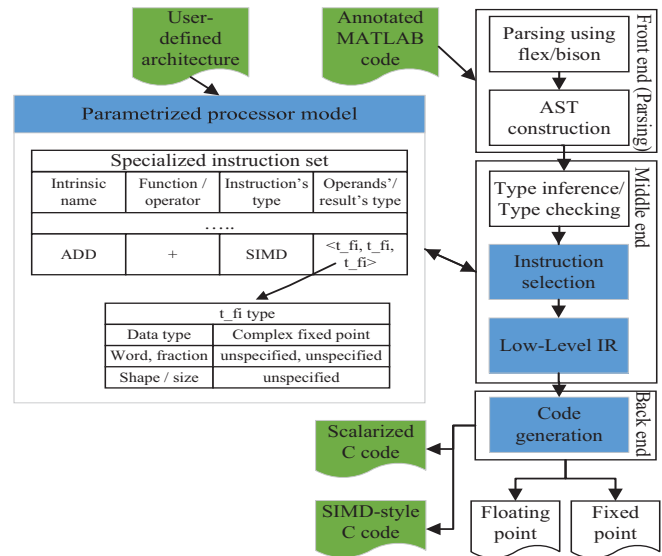 User-
defined
architecture
Annotated
MATLAB
code
Parsing using
flex/bison
AST
construction
Front end (Parsing)
Parametrized processor model
Specialized instruction set
Intrinsic
name
Function /
operator
Instruction's
type
Operands'/
result's type
.....
ADD
+
SIMD
<t_fi, t_fi,
t_fi>
t_fi type
Data type
Complex fixed point
Word, fraction
unspecified, unspecified
Shape / size
unspecified
Type inference/
Type checking
Instruction
selection
Low-Level IR
Middle end
Code
generation
Back end
Scalarized
C code
SIMD-style
C code
Floating
point
Fixed
point